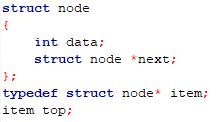 struct node
{
    int data;
    struct node *next;
};
typedef struct node* item;
item top;